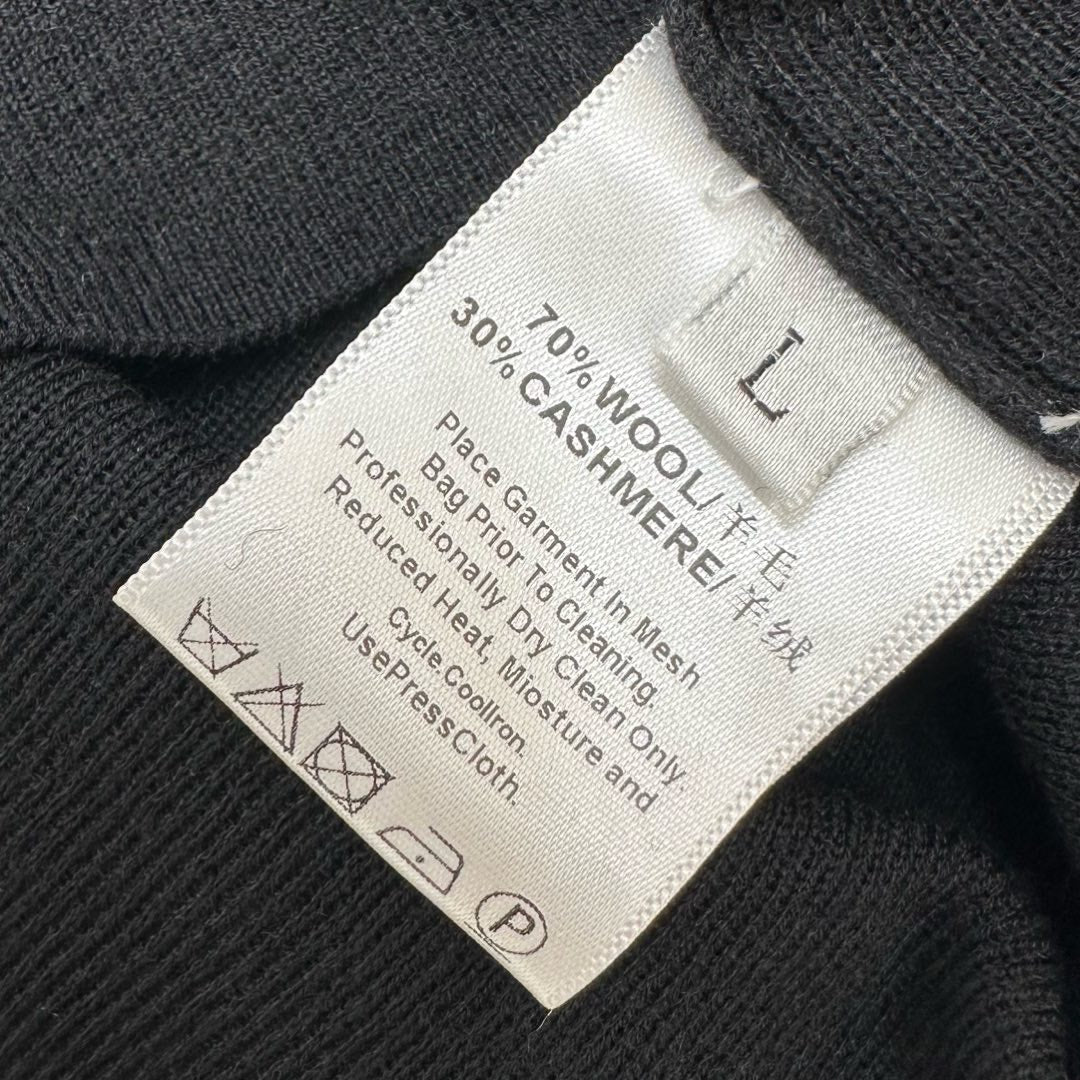 L
70% WOOL/羊毛
30% CASHMERE/羊绒
Place Garment In Mesh
Bag Prior To Cleaning.
Professionally Dry Clean Only.
Reduced Heat, Miosture and
Cycle.CoolIron.
UsePressCloth.
P